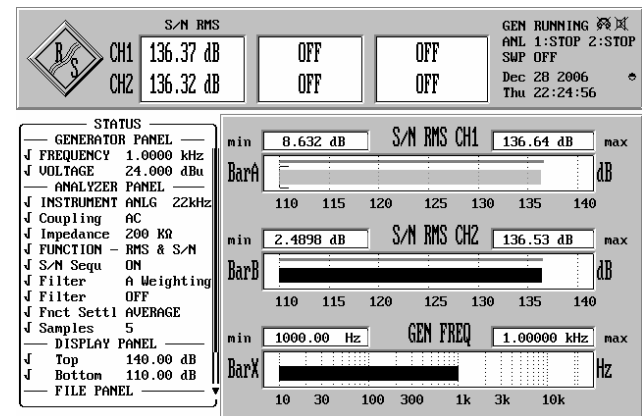 S/N RMS
R S
CH1 136.37 dB OFF OFF
CH2 136.32 dB OFF OFF
GEN RUNNING
ANL 1:STOP 2:STOP
SWP OFF
Dec 28 2006
Thu 22:24:56
STATUS
GENERATOR PANEL
FREQUENCY 1.0000 kHz
VOLTAGE 24.000 dBu
ANALYZER PANEL
INSTRUMENT ANLG 22kHz
Coupling AC
Impedance 200 KΩ
FUNCTION – RMS & S/N
S/N Sequ ON
Filter A Weighting
Filter OFF
Fnct Settl AVERAGE
Samples 5
DISPLAY PANEL
Top 140.00 dB
Bottom 110.00 dB
FILE PANEL
min 8.632 dB S/N RMS CH1 136.64 dB max
BarA dB
110 115 120 125 130 135 140
min 2.4898 dB S/N RMS CH2 136.53 dB max
BarB dB
110 115 120 125 130 135 140
min 1000.00 Hz GEN FREQ 1.00000 kHz max
BarX Hz
10 30 100 300 1k 3k 10k